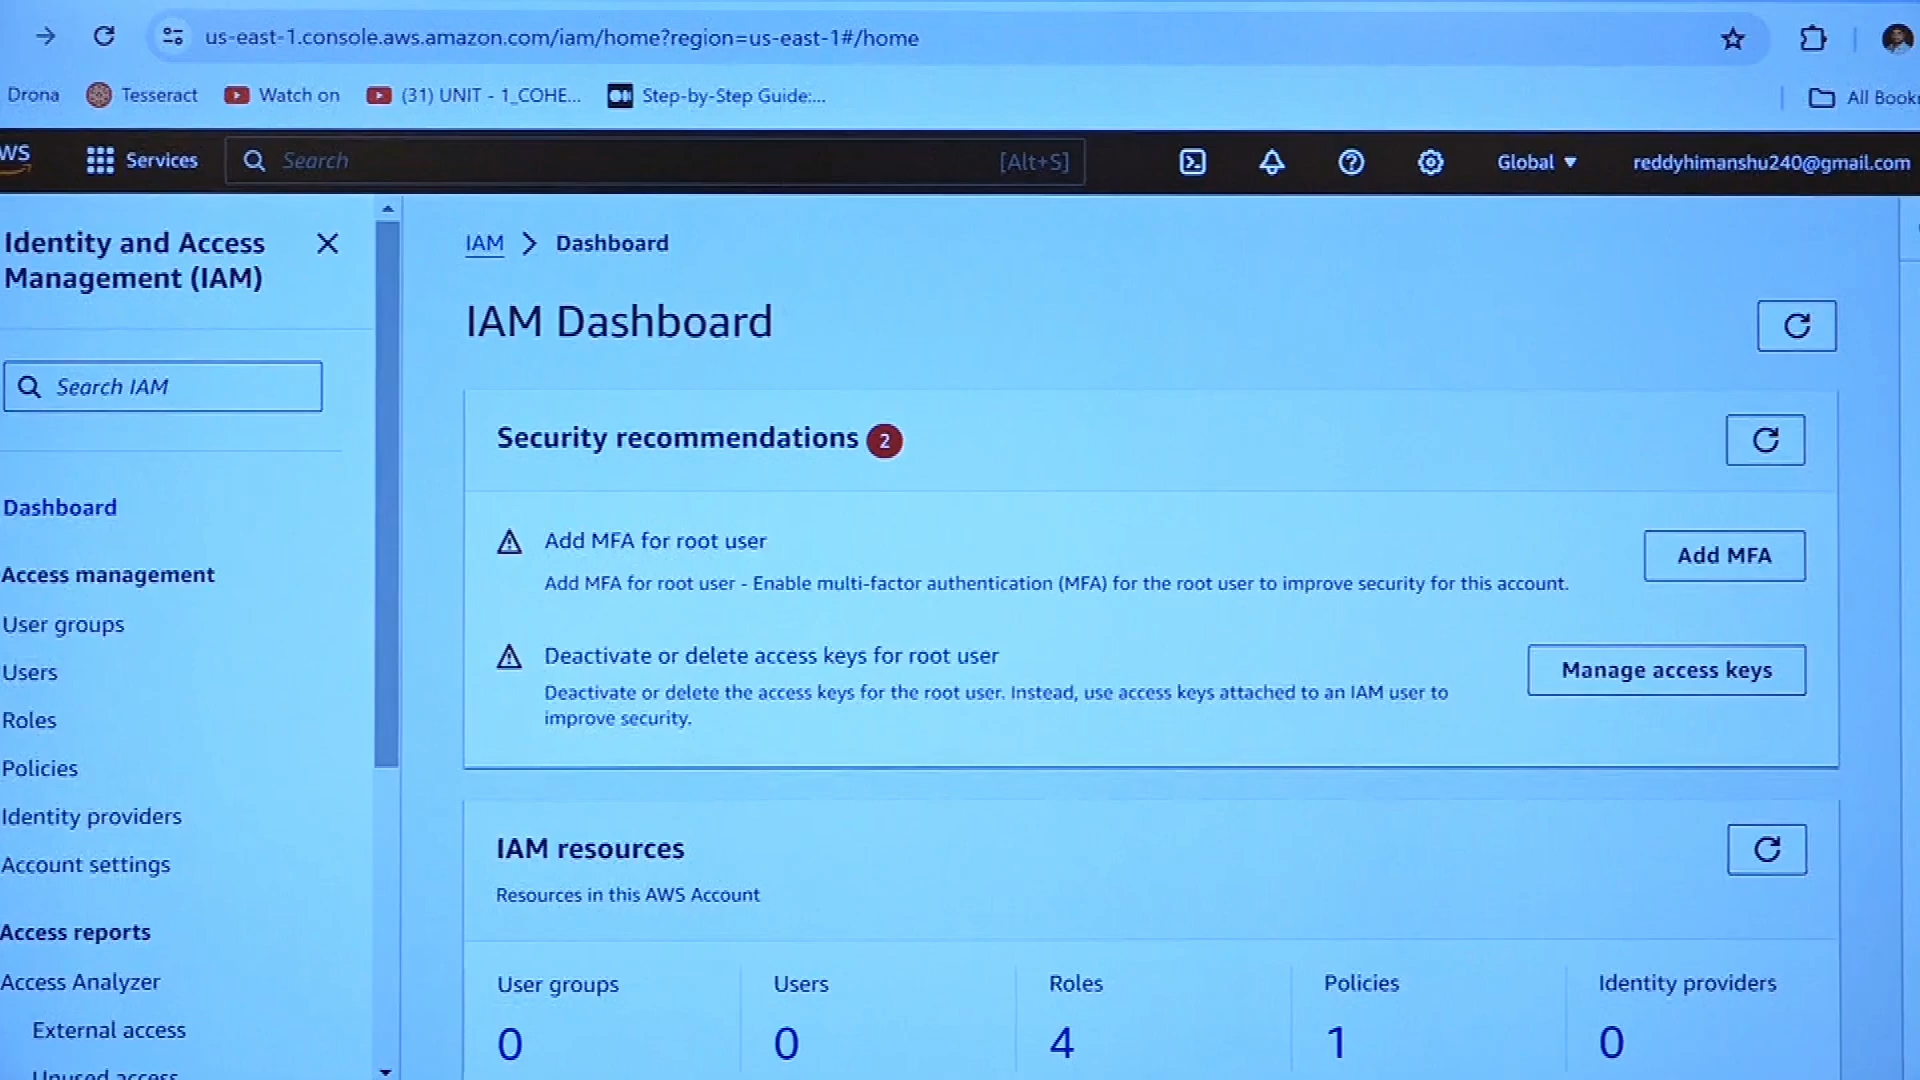 us-east-1.console.aws.amazon.com/iam/home?region=us-east-1#/home
Drona
Tesseract
Watch on
(31) UNIT - 1_COHE...
Step-by-Step Guide:...
All Book
Services
Search
[Alt+S]
Global
reddyhimanshu240@gmail.com
Identity and Access
Management (IAM)
Search IAM
Dashboard
Access management
User groups
Users
Roles
Policies
Identity providers
Account settings
Access reports
Access Analyzer
External access
Unused access
IAM > Dashboard
IAM Dashboard
Security recommendations 2
Add MFA for root user
Add MFA for root user - Enable multi-factor authentication (MFA) for the root user to improve security for this account.
Add MFA
Deactivate or delete access keys for root user
Deactivate or delete the access keys for the root user. Instead, use access keys attached to an IAM user to
improve security.
Manage access keys
IAM resources
Resources in this AWS Account
User groups
0
Users
0
Roles
4
Policies
1
Identity providers
0